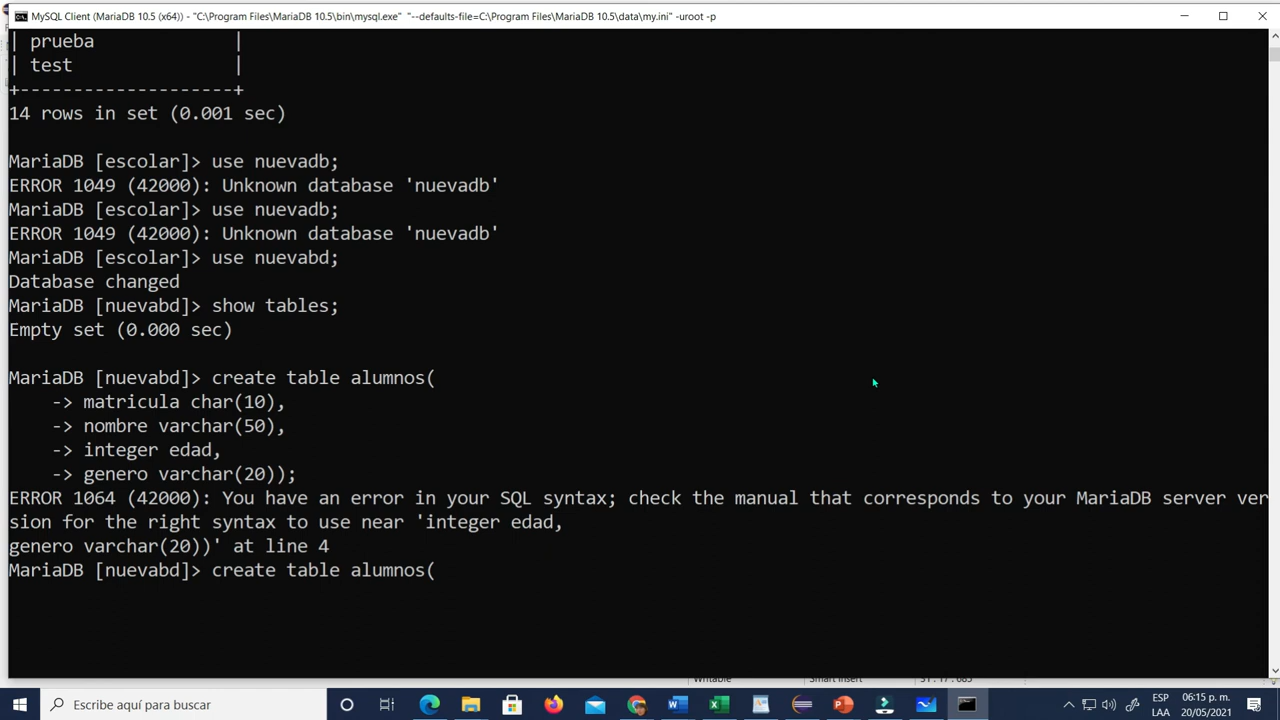 MySQL Client (MariaDB 10.5 (x64)) - "C:\Program Files\MariaDB 10.5\bin\mysql.exe" "--defaults-file=C:\Program Files\MariaDB 10.5\data\my.ini" -uroot -p
| prueba |
| test |
+--------------------+
14 rows in set (0.001 sec)
MariaDB [escolar]> use nuevadb;
ERROR 1049 (42000): Unknown database 'nuevadb'
MariaDB [escolar]> use nuevadb;
ERROR 1049 (42000): Unknown database 'nuevadb'
MariaDB [escolar]> use nuevabd;
Database changed
MariaDB [nuevabd]> show tables;
Empty set (0.000 sec)
MariaDB [nuevabd]> create table alumnos(
-> matricula char(10),
-> nombre varchar(50),
-> integer edad,
-> genero varchar(20));
ERROR 1064 (42000): You have an error in your SQL syntax; check the manual that corresponds to your MariaDB server ver
sion for the right syntax to use near 'integer edad,
genero varchar(20))' at line 4
MariaDB [nuevabd]> create table alumnos(
Escribe aquí para buscar
ESP
LAA
06:15 p. m.
20/05/2021